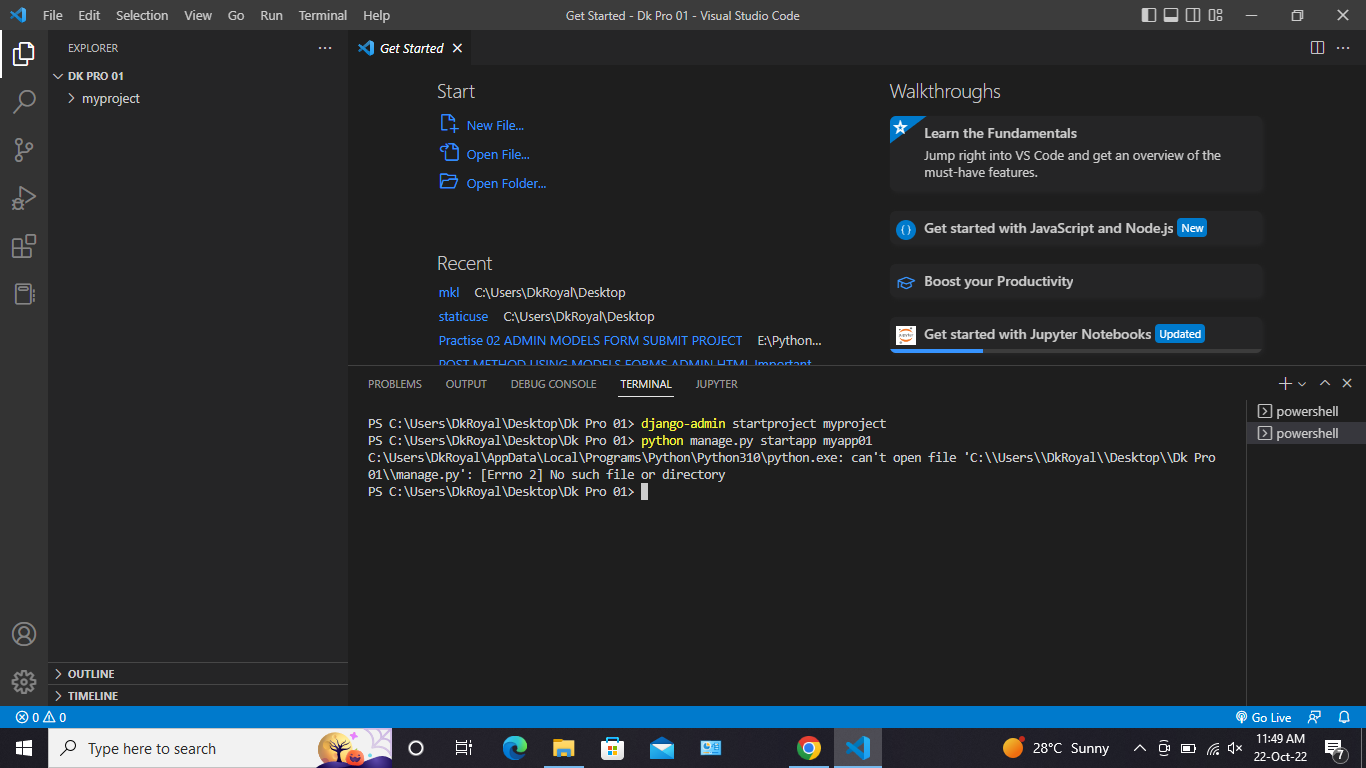 File Edit Selection View Go Run Terminal Help
Get Started - Dk Pro 01 - Visual Studio Code
EXPLORER
DK PRO 01
myproject
OUTLINE
TIMELINE
Get Started
Start
New File...
Open File...
Open Folder...
Recent
mkl C:\Users\DkRoyal\Desktop
staticuse C:\Users\DkRoyal\Desktop
Practise 02 ADMIN MODELS FORM SUBMIT PROJECT E:\Python...
POST METHOD USING MODELS FORMS ADMIN HTML Important
Walkthroughs
Learn the Fundamentals
Jump right into VS Code and get an overview of the
must-have features.
Get started with JavaScript and Node.js New
Boost your Productivity
Get started with Jupyter Notebooks Updated
PROBLEMS OUTPUT DEBUG CONSOLE TERMINAL JUPYTER
PS C:\Users\DkRoyal\Desktop\Dk Pro 01> django-admin startproject myproject
PS C:\Users\DkRoyal\Desktop\Dk Pro 01> python manage.py startapp myapp01
C:\Users\DkRoyal\AppData\Local\Programs\Python\Python310\python.exe: can't open file 'C:\\Users\\DkRoyal\\Desktop\\Dk Pro
01\\manage.py': [Errno 2] No such file or directory
PS C:\Users\DkRoyal\Desktop\Dk Pro 01>
powershell
powershell
0 0
Go Live
Type here to search
28°C Sunny
11:49 AM
22-Oct-22
7